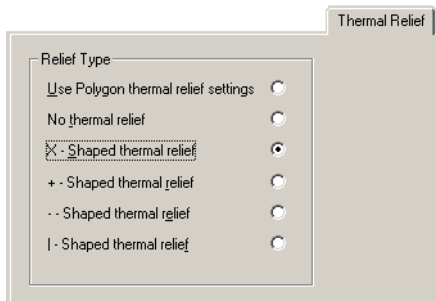 Thermal Relief
Relief Type
Use Polygon thermal relief settings
No thermal relief
X - Shaped thermal relief
+ - Shaped thermal relief
- - Shaped thermal relief
| - Shaped thermal relief